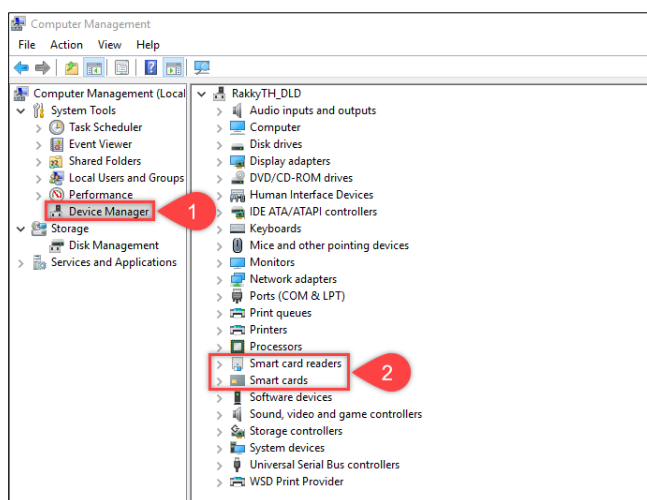 Computer Management
File Action View Help
Computer Management (Local
System Tools
Task Scheduler
Event Viewer
Shared Folders
Local Users and Groups
Performance
Device Manager
1
Storage
Disk Management
Services and Applications
RakkyTH_DLD
Audio inputs and outputs
Computer
Disk drives
Display adapters
DVD/CD-ROM drives
Human Interface Devices
IDE ATA/ATAPI controllers
Keyboards
Mice and other pointing devices
Monitors
Network adapters
Ports (COM & LPT)
Print queues
Printers
Processors
Smart card readers
Smart cards
2
Software devices
Sound, video and game controllers
Storage controllers
System devices
Universal Serial Bus controllers
WSD Print Provider